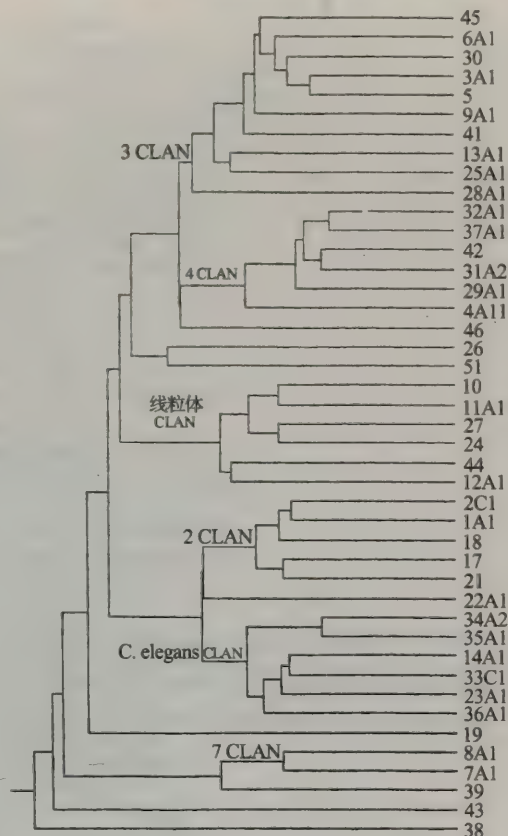 45
6A1
30
3A1
5
9A1
41
3 CLAN
13A1
25A1
28A1
32A1
37A1
42
4 CLAN
31A2
29A1
4A11
46
26
51
10
线粒体
CLAN
11A1
27
24
44
12A1
2C1
2 CLAN
1A1
18
17
21
22A1
34A2
35A1
C. elegans CLAN
14A1
33C1
23A1
36A1
19
7 CLAN
8A1
7A1
39
43
38